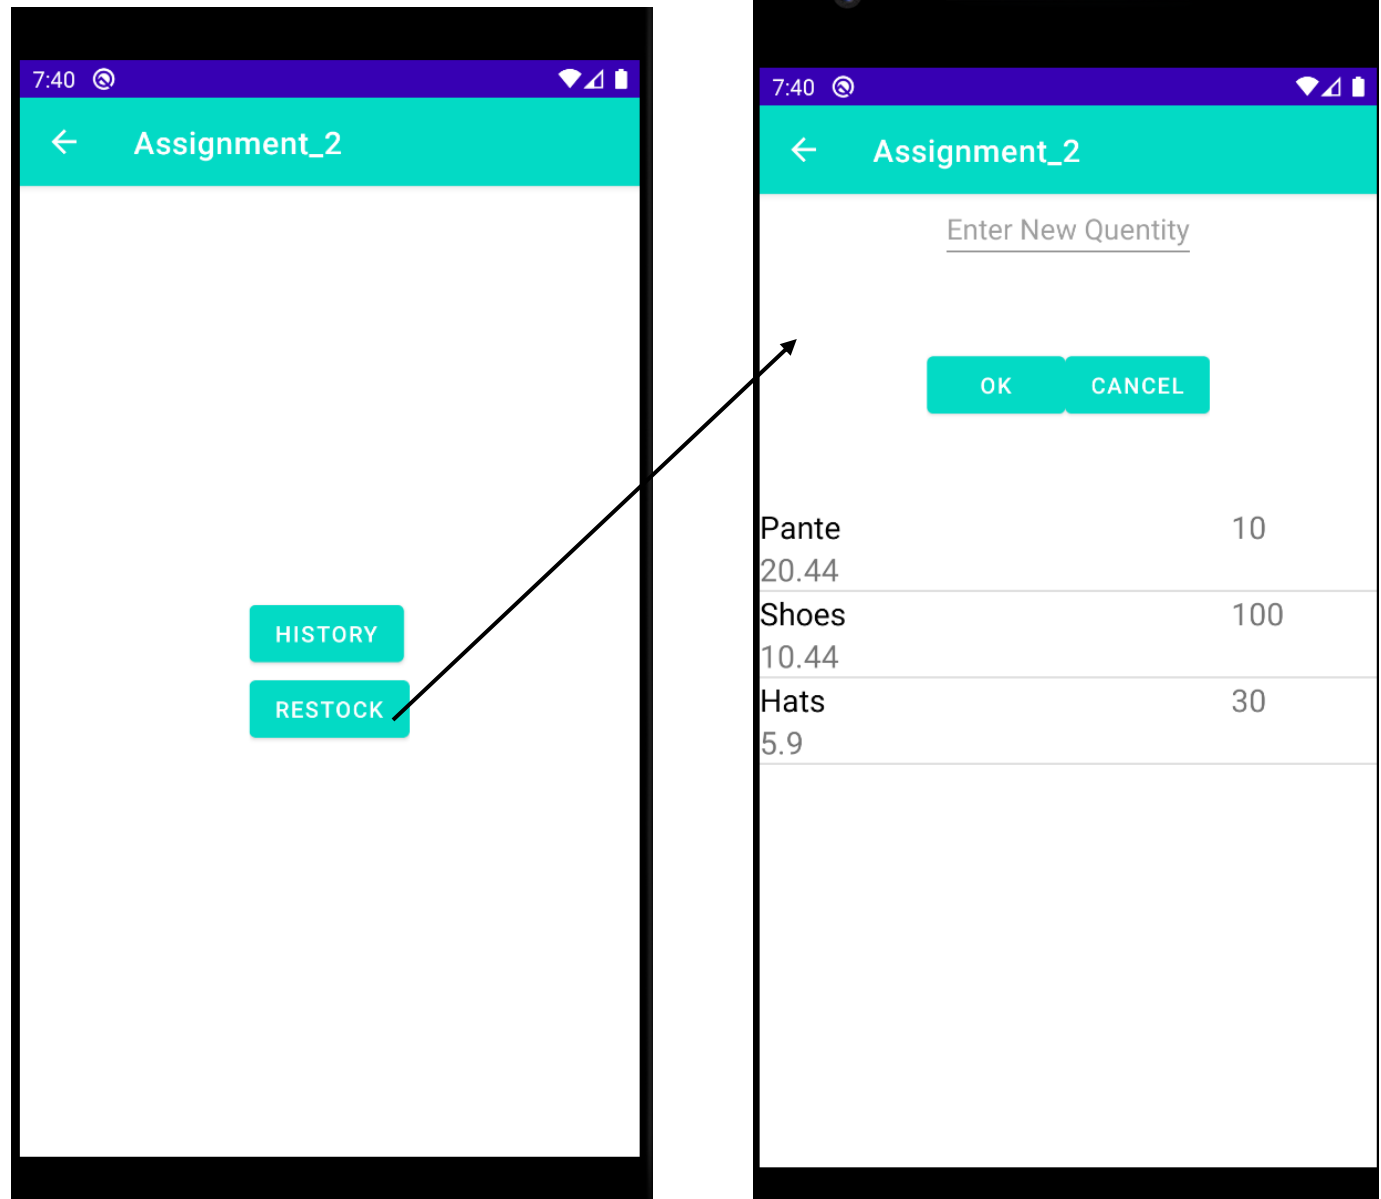 7:40
Assignment_2
HISTORY
RESTOCK
7:40
Assignment_2
Enter New Quentity
OK CANCEL
Pante 10
20.44
Shoes 100
10.44
Hats 30
5.9